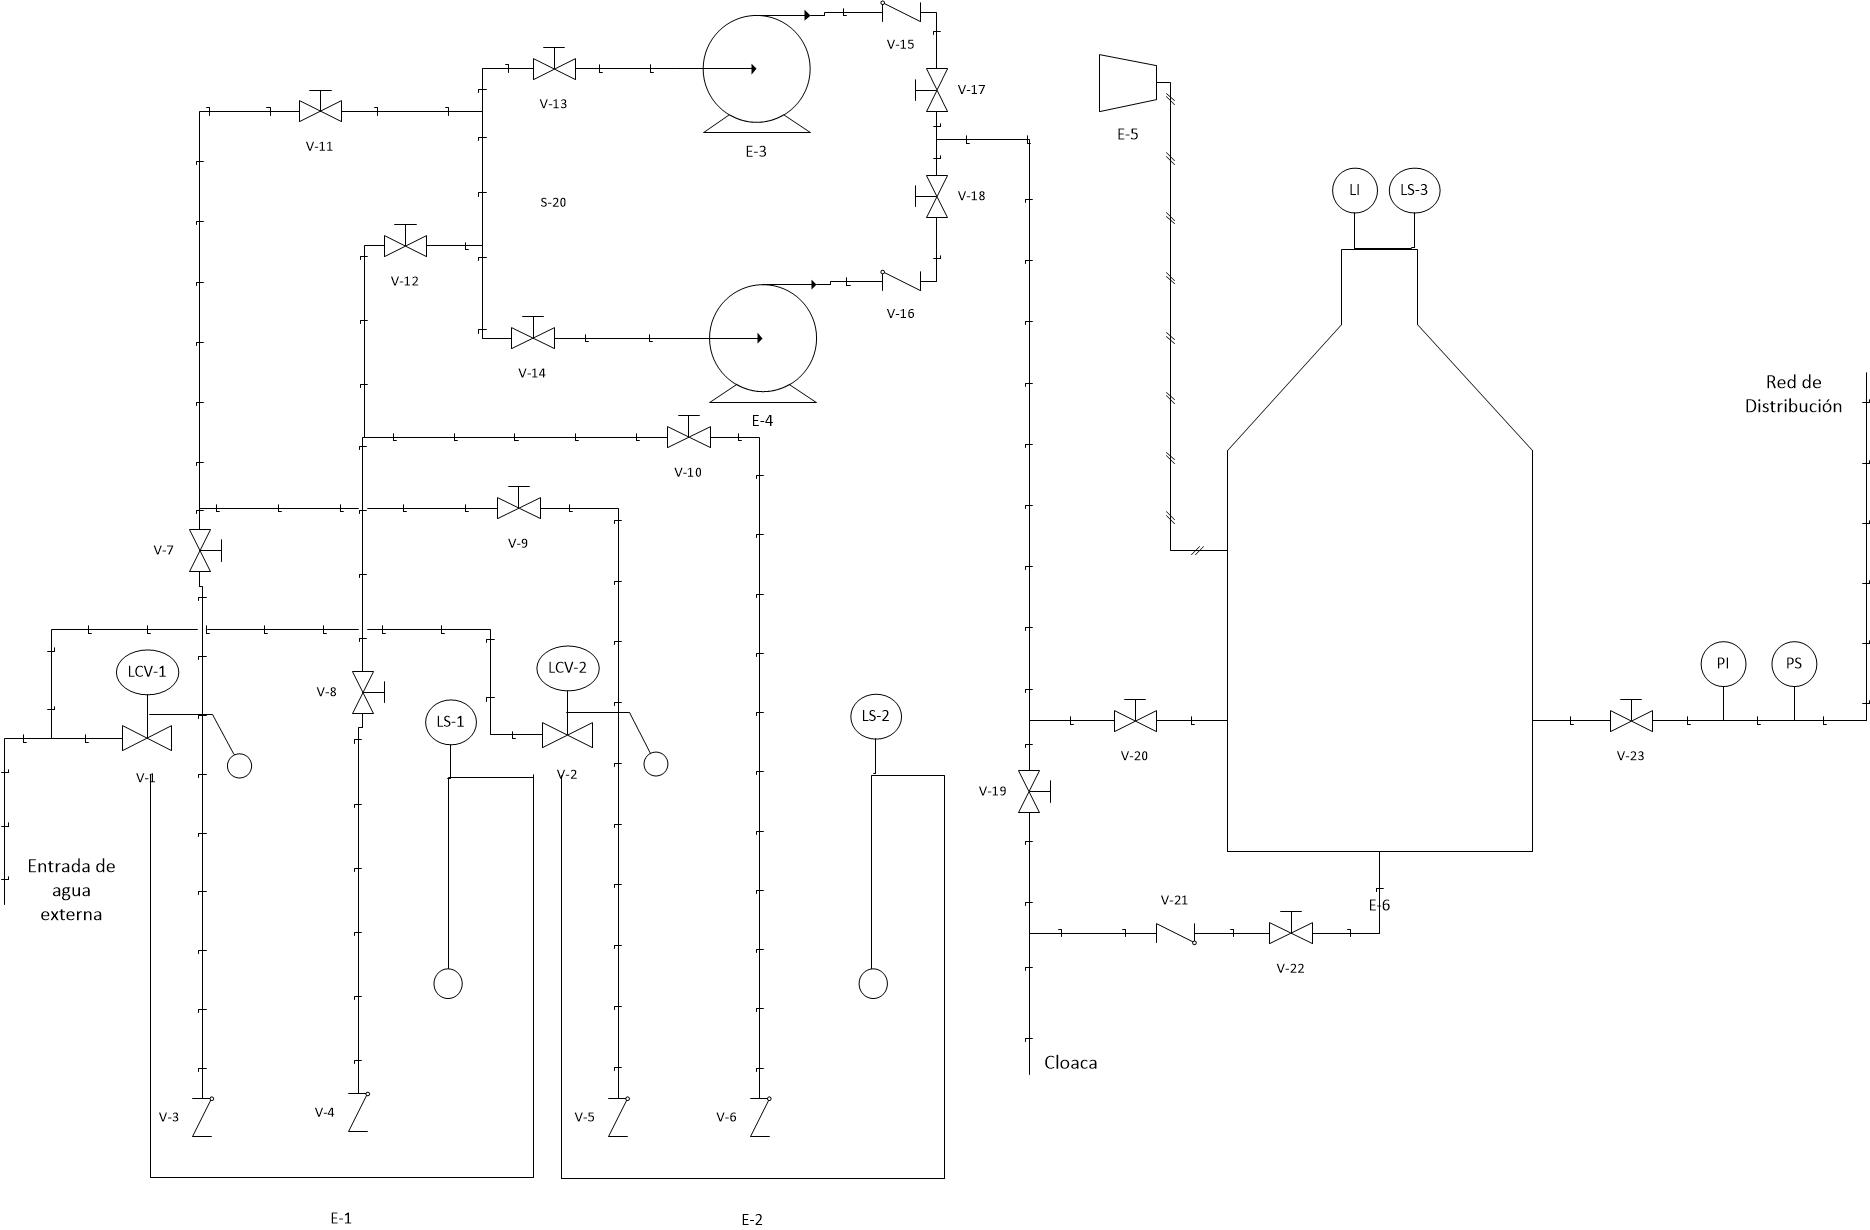 V-15
V-17
V-13
V-11
E-3
E-5
V-18
LI
LS-3
S-20
V-12
V-16
V-14
E-4
Red de
Distribución
V-10
V-9
V-7
LCV-1
LCV-2
PI
PS
V-8
LS-1
LS-2
V-1
V-2
V-20
V-23
V-19
Entrada de
agua
externa
V-21
E-6
V-22
Cloaca
V-3
V-4
V-5
V-6
E-1
E-2